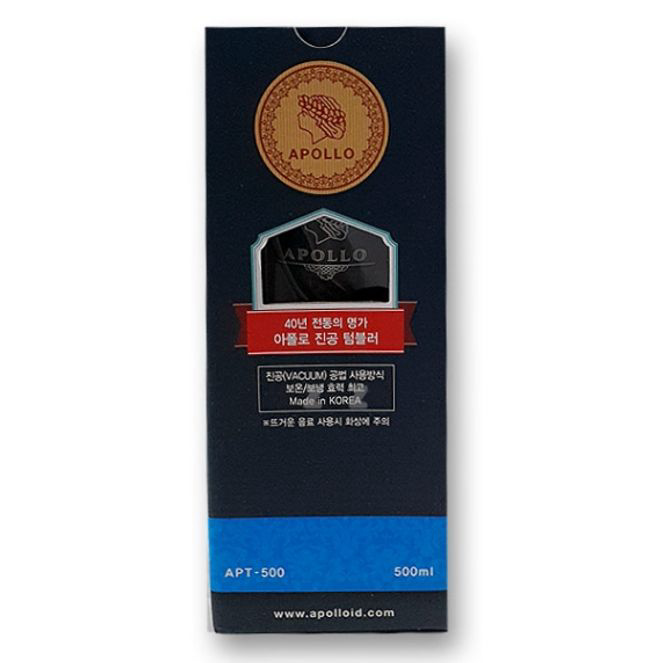 APOLLO
APOLLO
40년 전통의 명가
아폴로 진공 텀블러
진공(VACUUM) 공법 사용방식
보온/보냉 효력 최고
Made in KOREA
※뜨거운 음료 사용시 화상에 주의
APT-500 500ml
www.apolloid.com